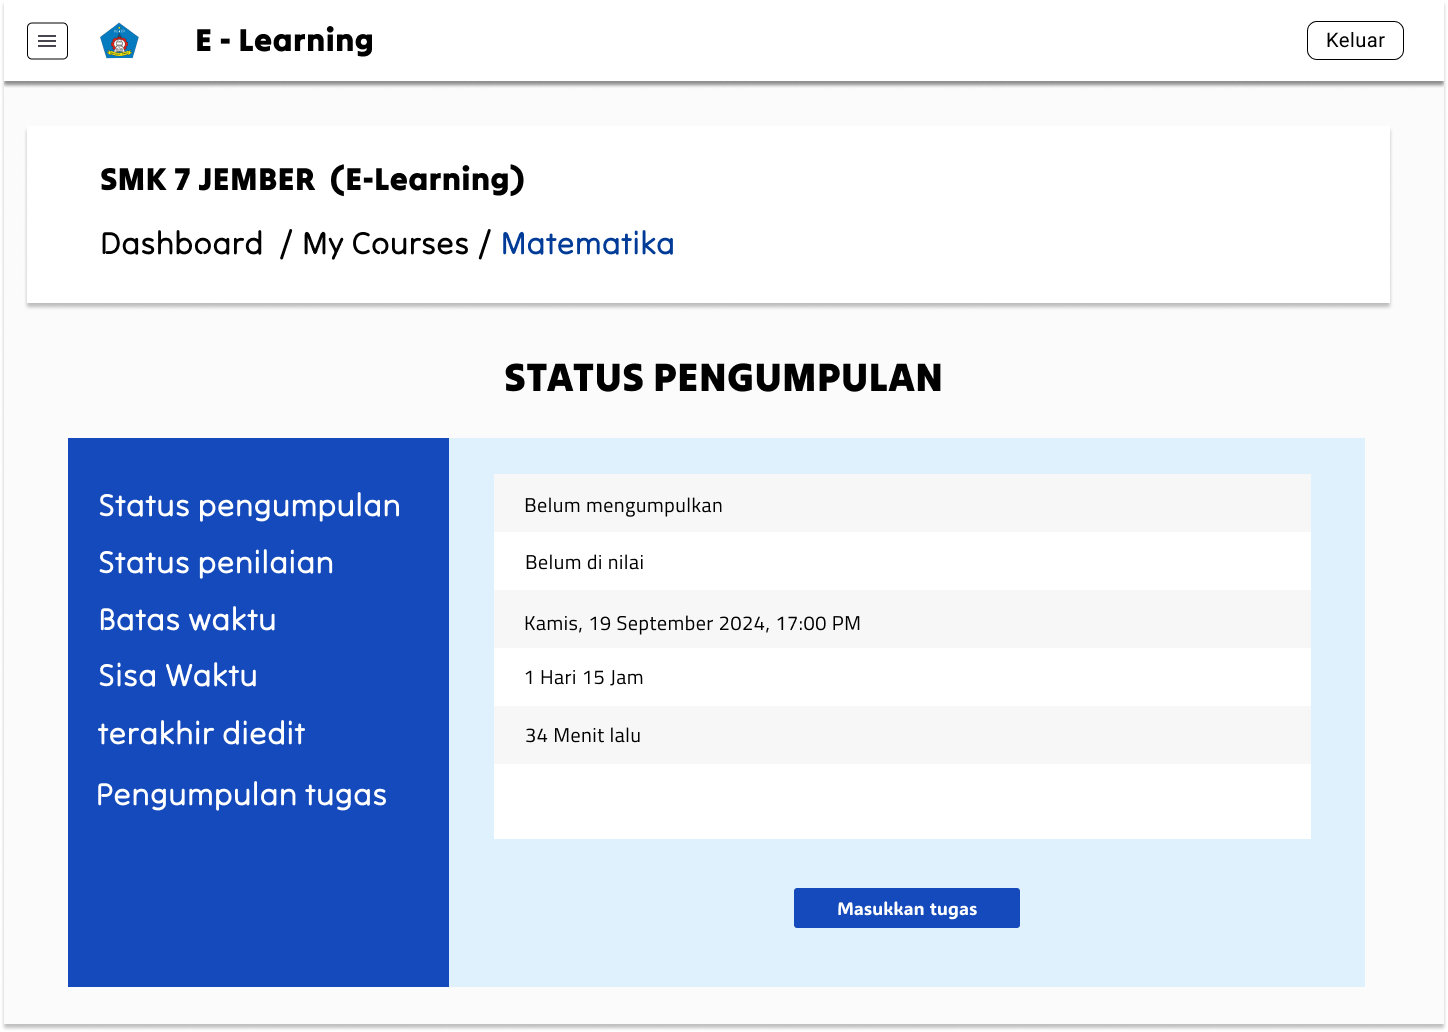 E - Learning
Keluar
SMK 7 JEMBER (E-Learning)
Dashboard / My Courses / Matematika
STATUS PENGUMPULAN
Status pengumpulan
Belum mengumpulkan
Status penilaian
Belum di nilai
Batas waktu
Kamis, 19 September 2024, 17:00 PM
Sisa Waktu
1 Hari 15 Jam
terakhir diedit
34 Menit lalu
Pengumpulan tugas
Masukkan tugas